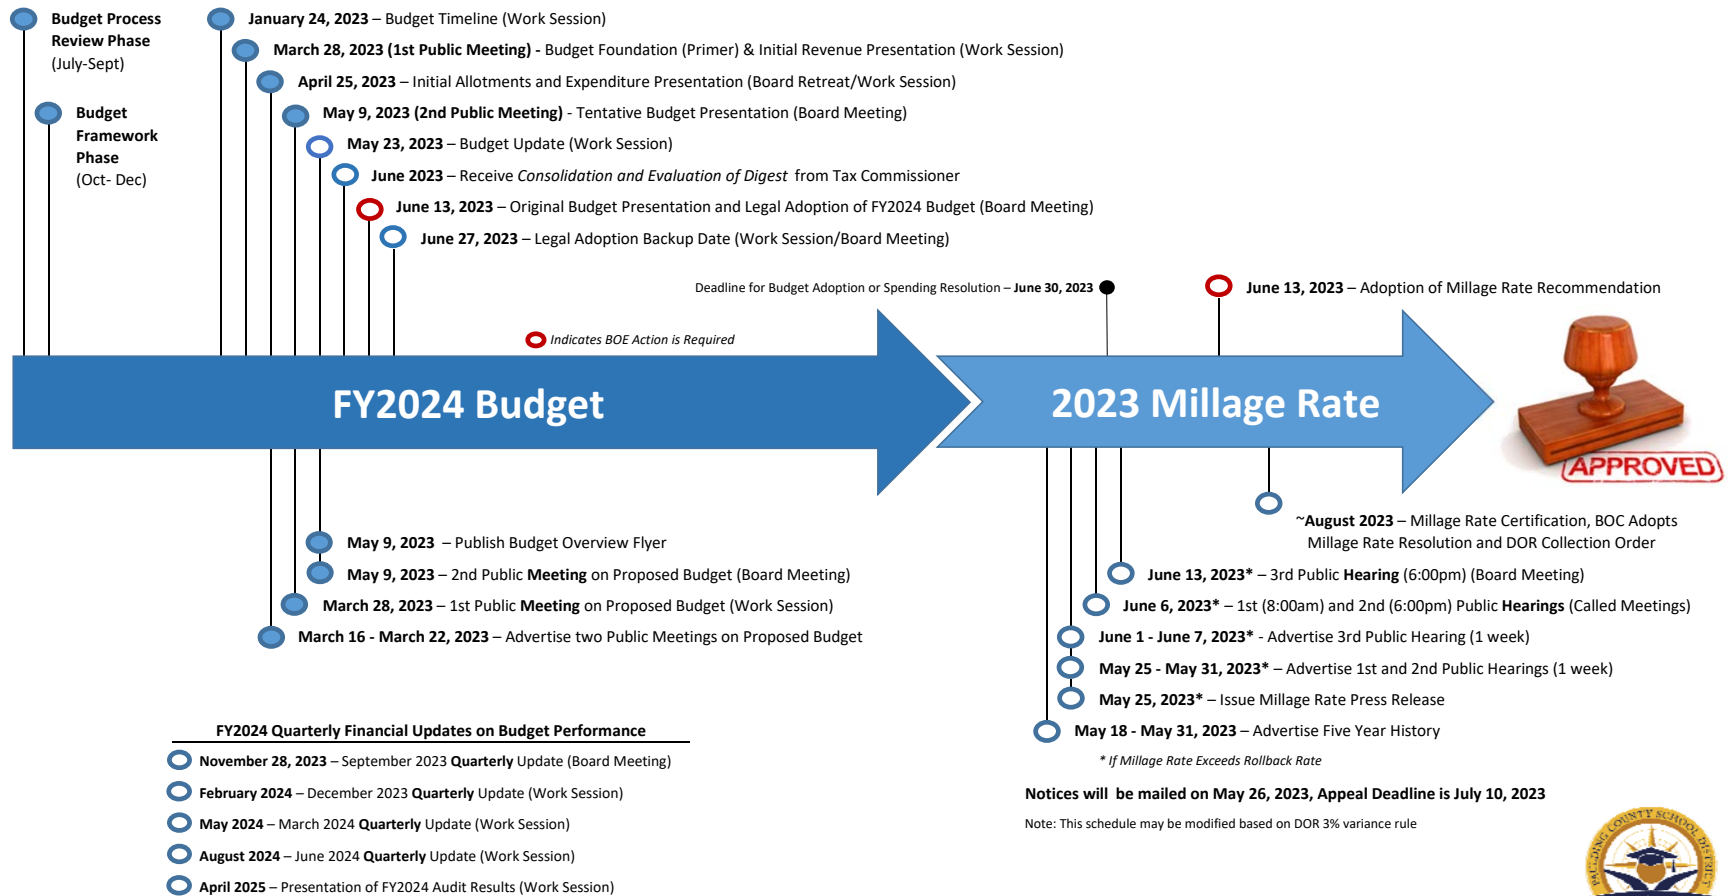 Budget Process
Review Phase
(July-Sept)
Budget
Framework
Phase
(Oct- Dec)
January 24, 2023 – Budget Timeline (Work Session)
March 28, 2023 (1st Public Meeting) - Budget Foundation (Primer) & Initial Revenue Presentation (Work Session)
April 25, 2023 – Initial Allotments and Expenditure Presentation (Board Retreat/Work Session)
May 9, 2023 (2nd Public Meeting) - Tentative Budget Presentation (Board Meeting)
May 23, 2023 – Budget Update (Work Session)
June 2023 – Receive Consolidation and Evaluation of Digest from Tax Commissioner
June 13, 2023 – Original Budget Presentation and Legal Adoption of FY2024 Budget (Board Meeting)
June 27, 2023 – Legal Adoption Backup Date (Work Session/Board Meeting)
Deadline for Budget Adoption or Spending Resolution – June 30, 2023
June 13, 2023 – Adoption of Millage Rate Recommendation
Indicates BOE Action is Required
FY2024 Budget
2023 Millage Rate
APPROVED
May 9, 2023 – Publish Budget Overview Flyer
May 9, 2023 – 2nd Public Meeting on Proposed Budget (Board Meeting)
March 28, 2023 – 1st Public Meeting on Proposed Budget (Work Session)
March 16 - March 22, 2023 – Advertise two Public Meetings on Proposed Budget
~August 2023 – Millage Rate Certification, BOC Adopts
Millage Rate Resolution and DOR Collection Order
June 13, 2023* – 3rd Public Hearing (6:00pm) (Board Meeting)
June 6, 2023* – 1st (8:00am) and 2nd (6:00pm) Public Hearings (Called Meetings)
June 1 - June 7, 2023* - Advertise 3rd Public Hearing (1 week)
May 25 - May 31, 2023* – Advertise 1st and 2nd Public Hearings (1 week)
May 25, 2023* – Issue Millage Rate Press Release
May 18 - May 31, 2023 – Advertise Five Year History
* If Millage Rate Exceeds Rollback Rate
Notices will be mailed on May 26, 2023, Appeal Deadline is July 10, 2023
Note: This schedule may be modified based on DOR 3% variance rule
FY2024 Quarterly Financial Updates on Budget Performance
November 28, 2023 – September 2023 Quarterly Update (Board Meeting)
February 2024 – December 2023 Quarterly Update (Work Session)
May 2024 – March 2024 Quarterly Update (Work Session)
August 2024 – June 2024 Quarterly Update (Work Session)
April 2025 – Presentation of FY2024 Audit Results (Work Session)
PAULDING COUNTY SCHOOL DISTRICT